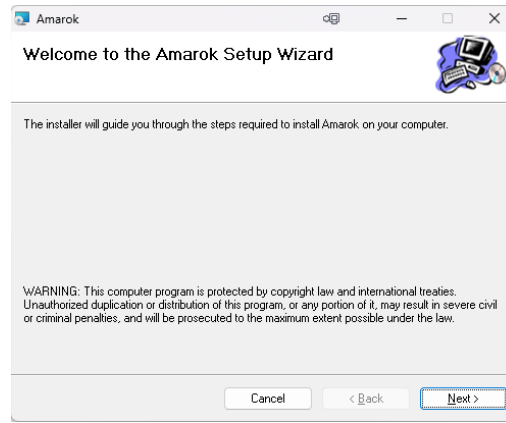 Amarok
Welcome to the Amarok Setup Wizard
The installer will guide you through the steps required to install Amarok on your computer.
WARNING: This computer program is protected by copyright law and international treaties.
Unauthorized duplication or distribution of this program, or any portion of it, may result in severe civil
or criminal penalties, and will be prosecuted to the maximum extent possible under the law.
Cancel
< Back
Next >